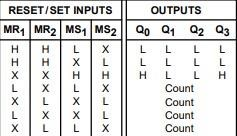 RESET/SET INPUTS OUTPUTS
MR1 MR2 MS1 MS2 Q0 Q1 Q2 Q3
H H L X L L L L
H H X L L L L L
X X H H H L L H
L X L X Count
X L X L Count
L X X L Count
X L L X Count